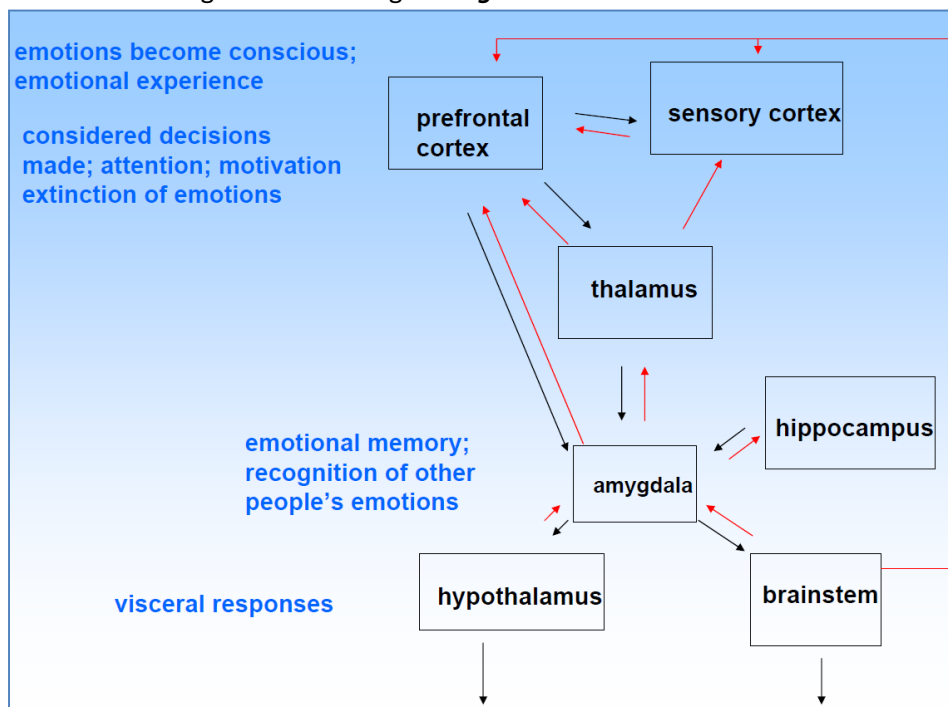 emotions become conscious;
emotional experience
prefrontal
cortex
sensory cortex
considered decisions
made; attention; motivation
extinction of emotions
thalamus
hippocampus
emotional memory;
recognition of other
people's emotions
amygdala
visceral responses
hypothalamus
brainstem